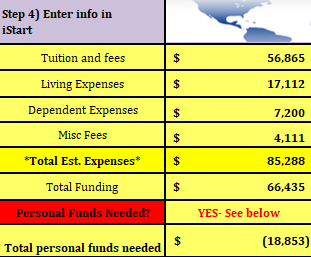 Step 4) Enter info in
iStart
Tuition and fees $ 56,865
Living Expenses $ 17,112
Dependent Expenses $ 7,200
Misc Fees $ 4,111
*Total Est. Expenses* $ 85,288
Total Funding $ 66,435
Personal Funds Needed? YES- See below
Total personal funds needed $ (18,853)